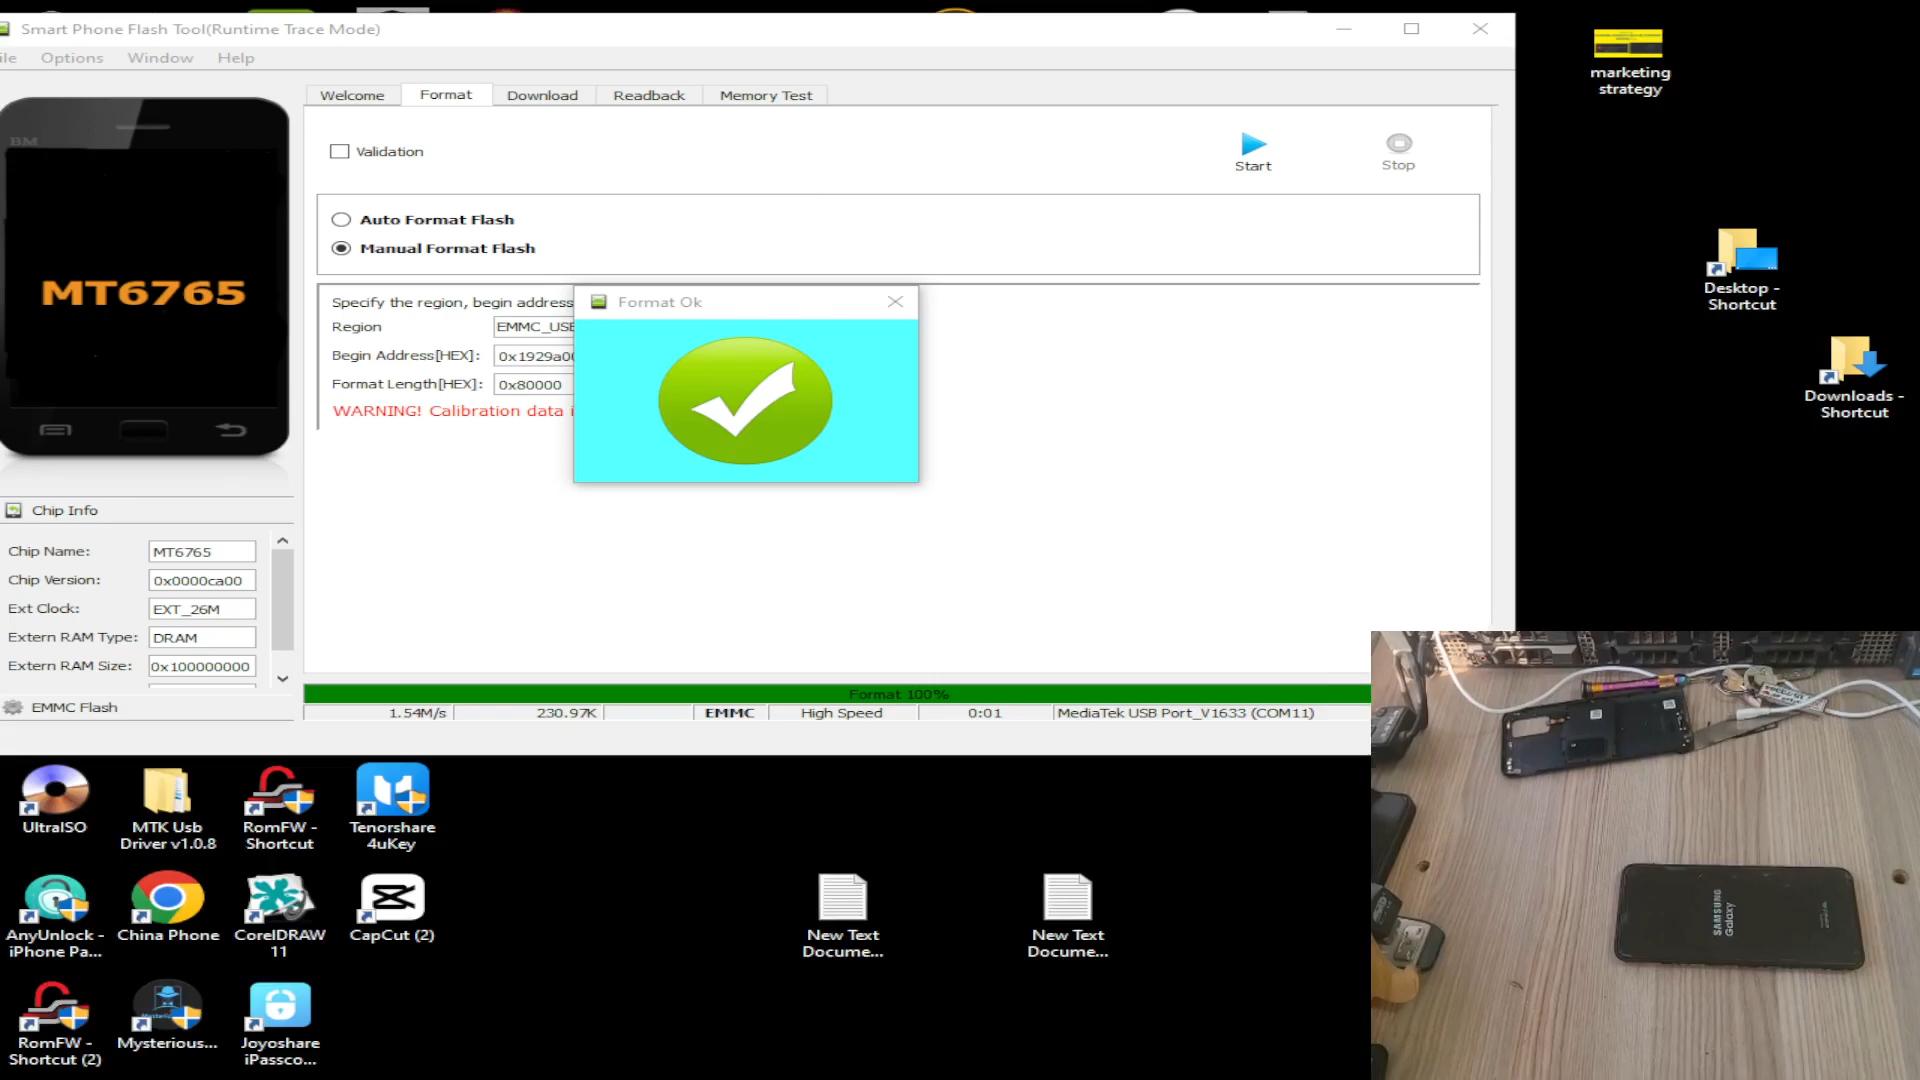 Smart Phone Flash Tool(Runtime Trace Mode)
ile Options Window Help
Welcome Format Download Readback Memory Test
BM
Validation
Start
Stop
Auto Format Flash
Manual Format Flash
MT6765
Specify the region, begin address
Region
EMMC_USE
Begin Address[HEX]:
0x1929a00
Format Length[HEX]:
0x80000
WARNING! Calibration data i
Format Ok
Chip Info
Chip Name: MT6765
Chip Version: 0x0000ca00
Ext Clock: EXT_26M
Extern RAM Type: DRAM
Extern RAM Size: 0x100000000
EMMC Flash
Format 100%
1.54M/s 230.97K EMMC High Speed 0:01 MediaTek USB Port_V1633 (COM11)
marketing
strategy
Desktop -
Shortcut
Downloads -
Shortcut
UltraISO
MTK Usb
Driver v1.0.8
RomFW -
Shortcut
Tenorshare
4uKey
AnyUnlock -
iPhone Pa...
China Phone
CorelDRAW
11
CapCut (2)
New Text
Docume...
New Text
Docume...
RomFW -
Shortcut (2)
Mysterious...
Joyoshare
iPassco...
SAMSUNG
Galaxy